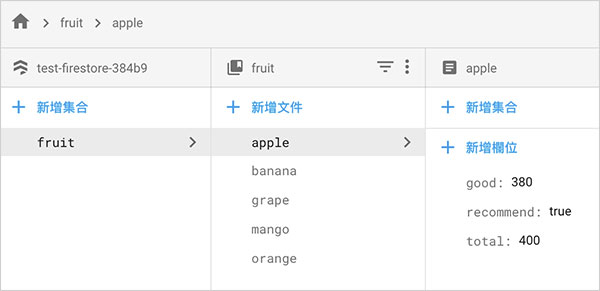 fruit apple
test-firestore-384b9
新增集合
fruit
fruit
新增文件
apple
banana
grape
mango
orange
apple
新增集合
新增欄位
good: 380
recommend: true
total: 400